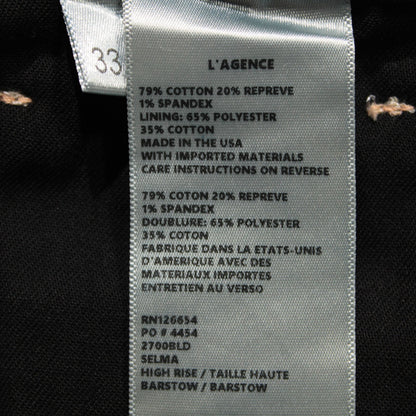 33
L'AGENCE
79% COTTON 20% REPREVE
1% SPANDEX
LINING: 65% POLYESTER
35% COTTON
MADE IN THE USA
WITH IMPORTED MATERIALS
CARE INSTRUCTIONS ON REVERSE
79% COTTON 20% REPREVE
1% SPANDEX
DOUBLURE: 65% POLYESTER
35% COTON
FABRIQUE DANS LA ETATS-UNIS
D'AMERIQUE AVEC DES
MATERIAUX IMPORTES
ENTRETIEN AU VERSO
RN126654
PO # 4454
2700BLD
SELMA
HIGH RISE / TAILLE HAUTE
BARSTOW / BARSTOW